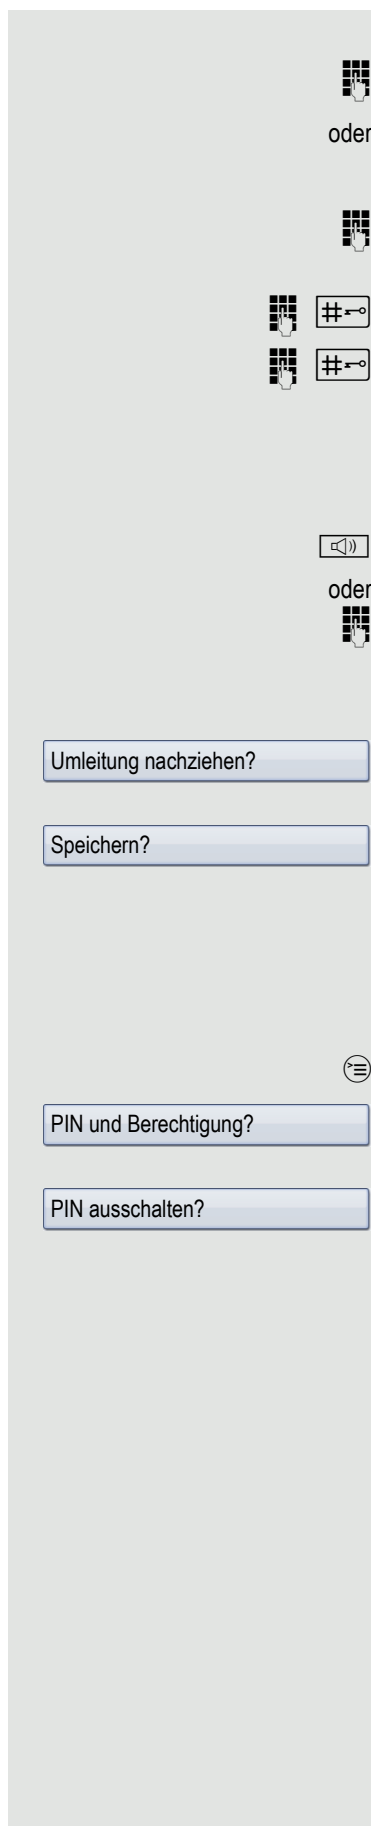 oder
#
#
oder
Umleitung nachziehen?
Speichern?
PIN und Berechtigung?
PIN ausschalten?